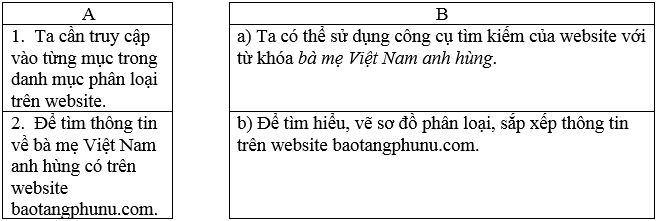 A
1. Ta cần truy cập
vào từng mục trong
danh mục phân loại
trên website.
2. Để tìm thông tin
về bà mẹ Việt Nam
anh hùng có trên
website
baotangphunu.com.
B
a) Ta có thể sử dụng công cụ tìm kiếm của website với
từ khóa bà mẹ Việt Nam anh hùng.
b) Để tìm hiểu, vẽ sơ đồ phân loại, sắp xếp thông tin
trên website baotangphunu.com.